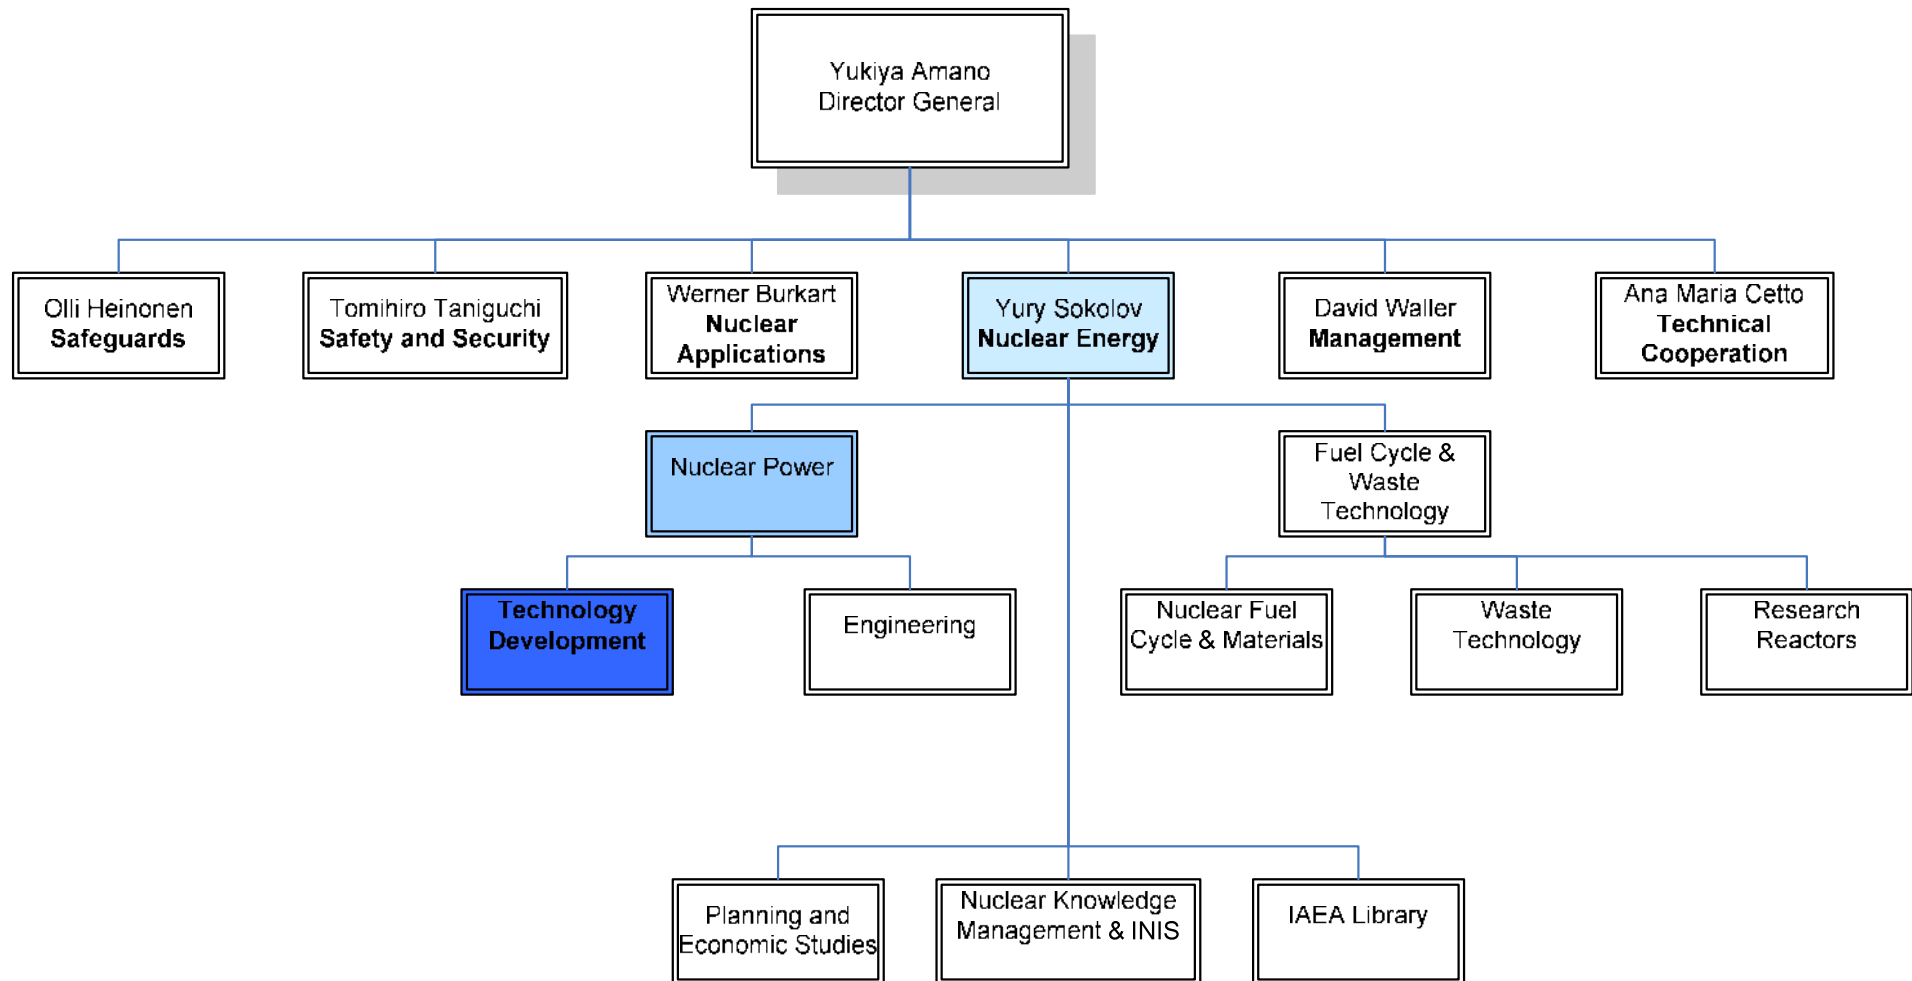 Yukiya Amano
Director General
Olli Heinonen
Safeguards
Tomihiro Taniguchi
Safety and Security
Werner Burkart
Nuclear
Applications
Yury Sokolov
Nuclear Energy
David Waller
Management
Ana Maria Cetto
Technical
Cooperation
Nuclear Power
Fuel Cycle &
Waste
Technology
Technology
Development
Engineering
Nuclear Fuel
Cycle & Materials
Waste
Technology
Research
Reactors
Planning and
Economic Studies
Nuclear Knowledge
Management & INIS
IAEA Library